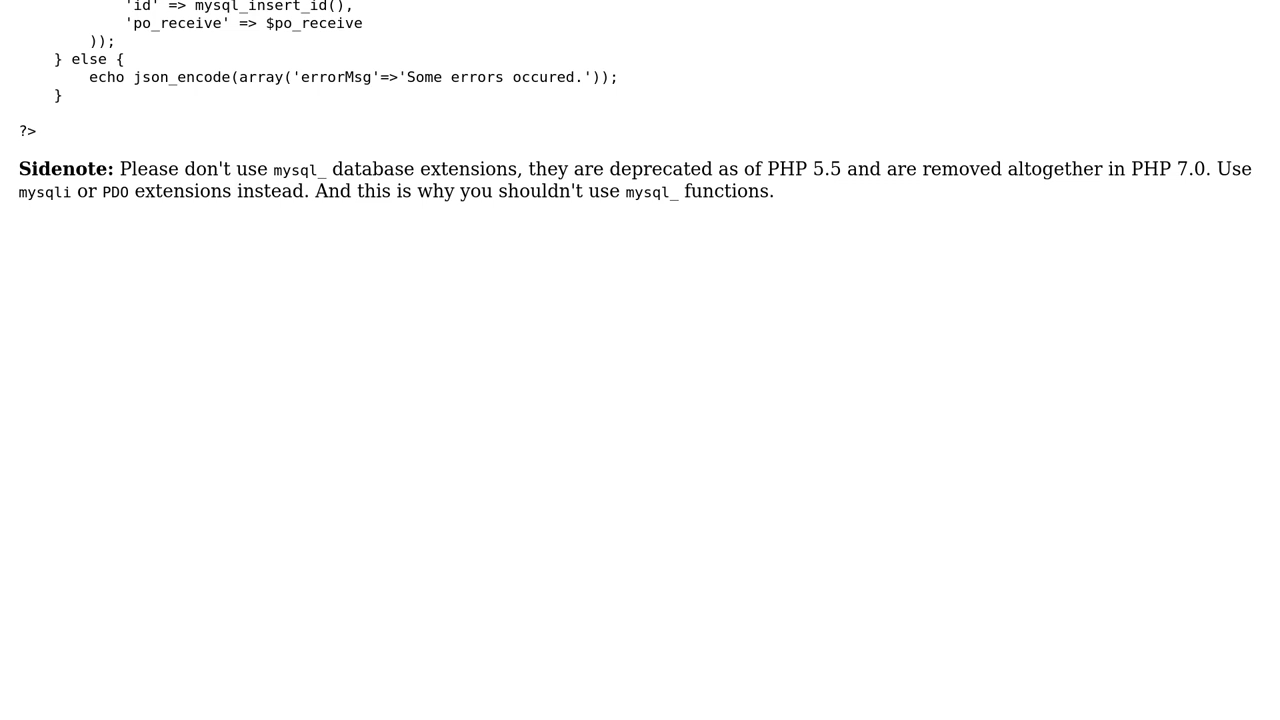 'id' => mysql_insert_id(),
            'po_receive' => $po_receive
        ));
    } else {
        echo json_encode(array('errorMsg'=>'Some errors occured.'));
    }
?>
Sidenote: Please don't use mysql_ database extensions, they are deprecated as of PHP 5.5 and are removed altogether in PHP 7.0. Use
mysqli or PDO extensions instead. And this is why you shouldn't use mysql_ functions.